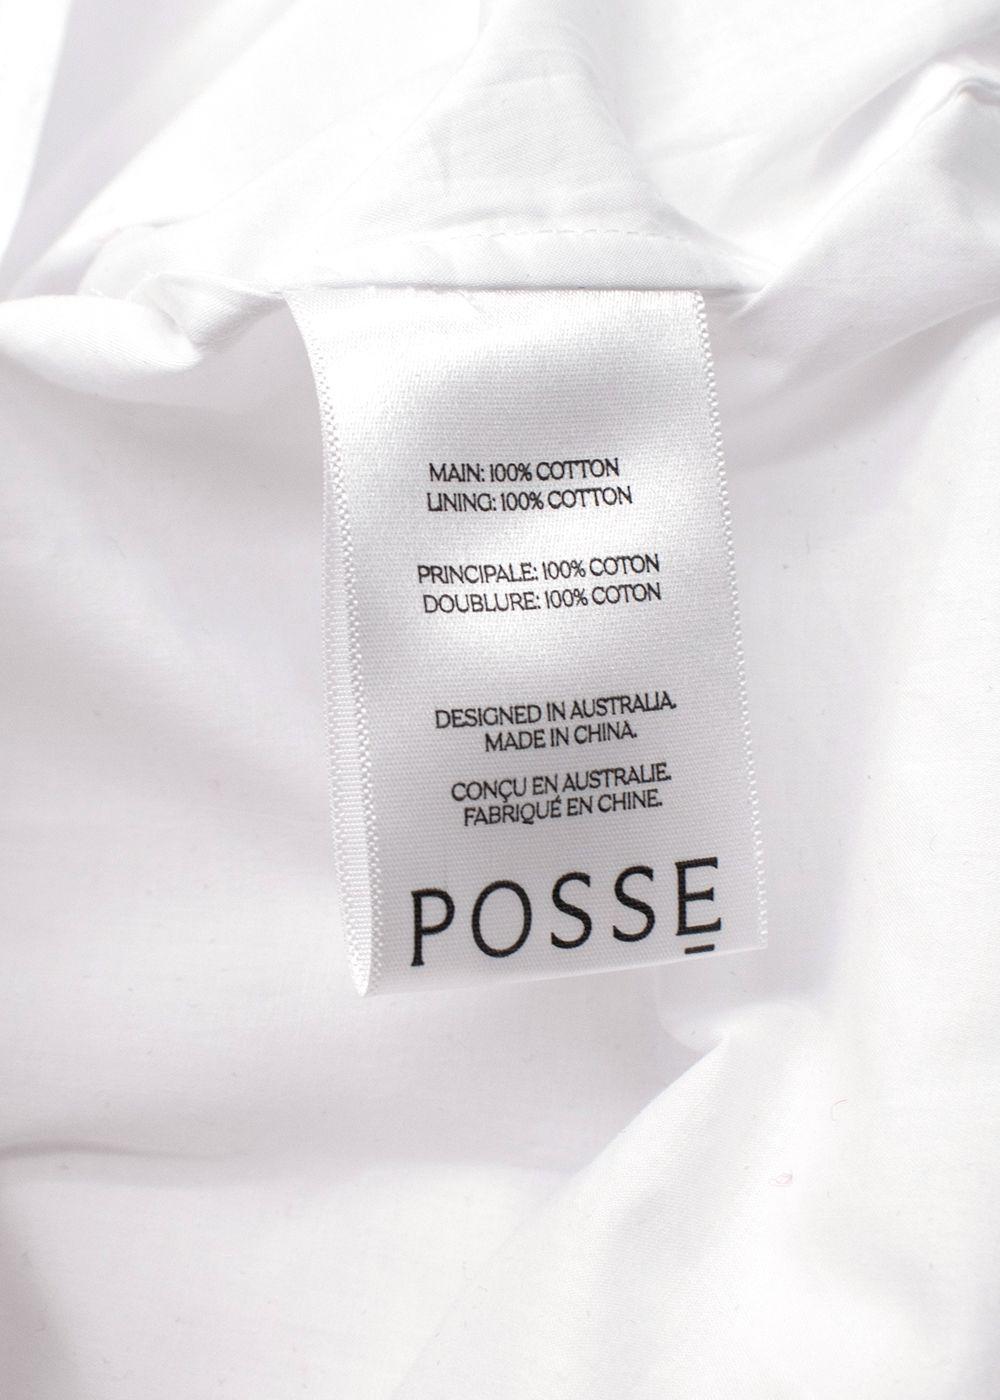 MAIN: 100% COTTON
LINING: 100% COTTON
PRINCIPALE: 100% COTON
DOUBLURE: 100% COTON
DESIGNED IN AUSTRALIA.
MADE IN CHINA.
CONÇU EN AUSTRALIE.
FABRIQUÉ EN CHINE.
POSSE